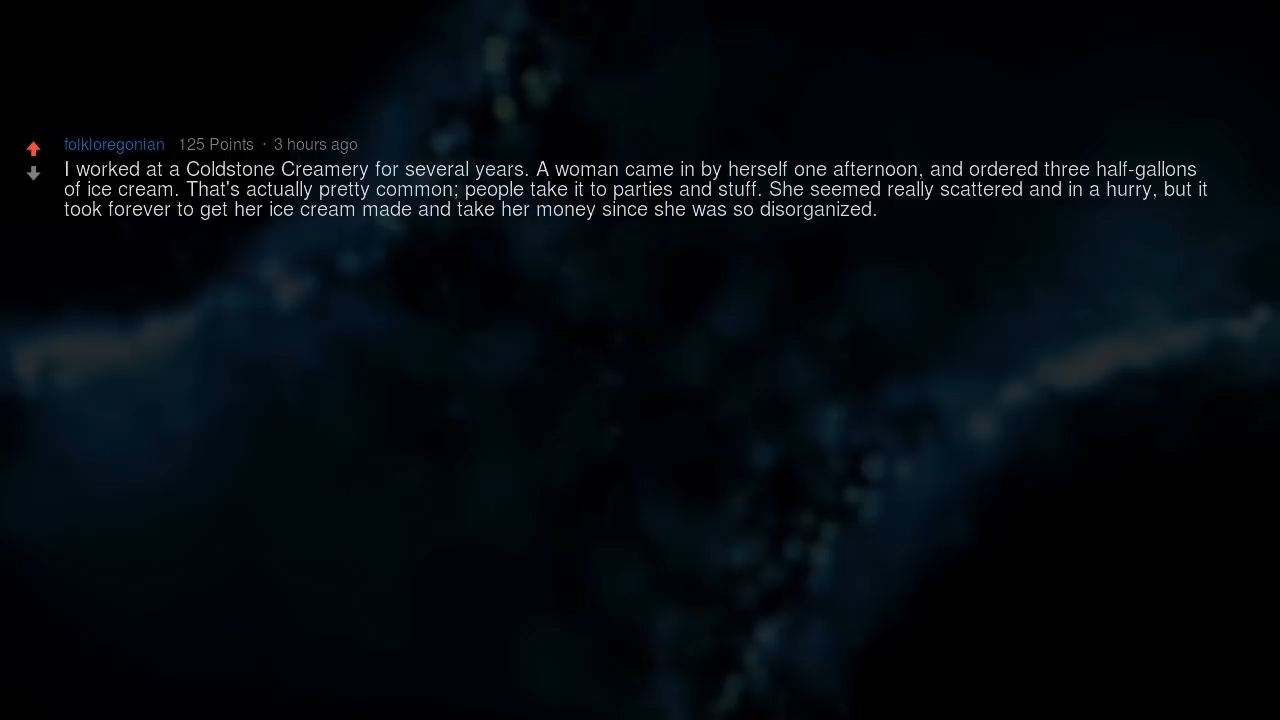 folkloregonian 125 Points · 3 hours ago
I worked at a Coldstone Creamery for several years. A woman came in by herself one afternoon, and ordered three half-gallons
of ice cream. That's actually pretty common; people take it to parties and stuff. She seemed really scattered and in a hurry, but it
took forever to get her ice cream made and take her money since she was so disorganized.